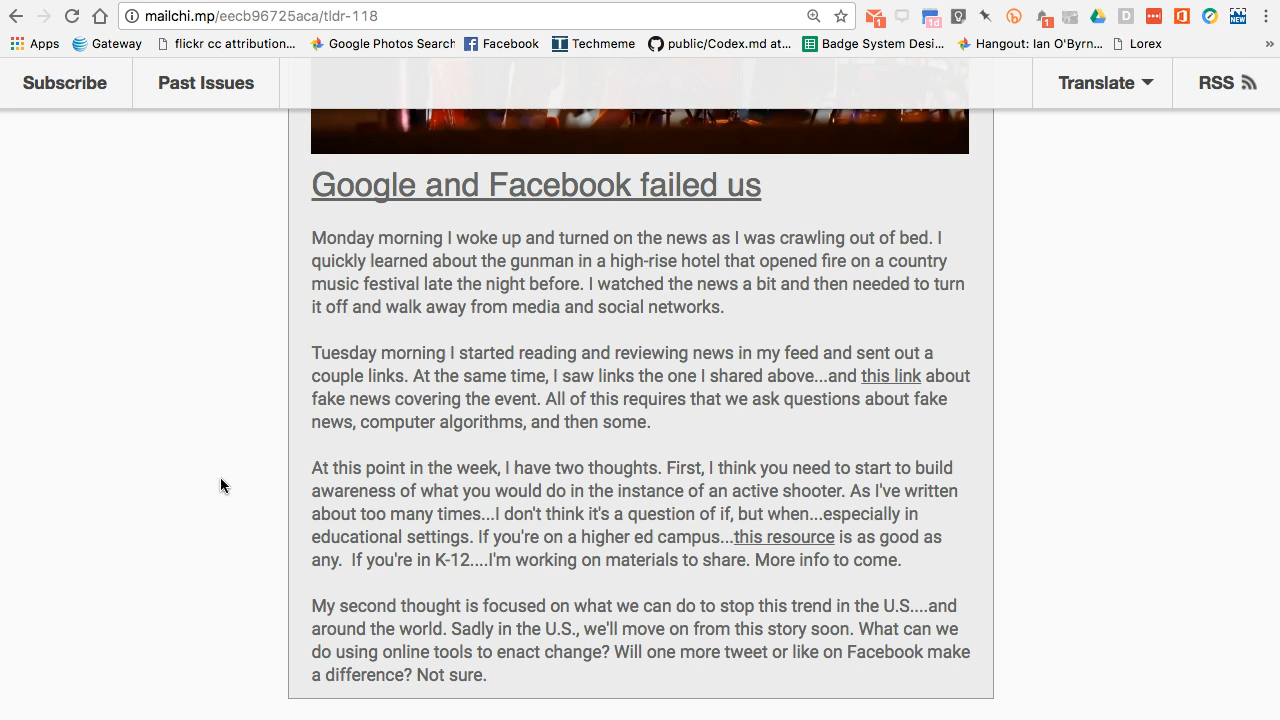 mailchi.mp/eecb96725aca/tldr-118
1
1d
1
NEW
Apps Gateway flickr cc attribution... Google Photos Sear Facebook Techmeme public/Codex.md at... Badge System Desi... Hangout: Ian O'Byrn... Lorex »
Subscribe Past Issues Translate RSS
Google and Facebook failed us
Monday morning I woke up and turned on the news as I was crawling out of bed. I
quickly learned about the gunman in a high-rise hotel that opened fire on a country
music festival late the night before. I watched the news a bit and then needed to turn
it off and walk away from media and social networks.
Tuesday morning I started reading and reviewing news in my feed and sent out a
couple links. At the same time, I saw links the one I shared above...and this link about
fake news covering the event. All of this requires that we ask questions about fake
news, computer algorithms, and then some.
At this point in the week, I have two thoughts. First, I think you need to start to build
awareness of what you would do in the instance of an active shooter. As I've written
about too many times...I don't think it's a question of if, but when...especially in
educational settings. If you're on a higher ed campus...this resource is as good as
any.  If you're in K-12....I'm working on materials to share. More info to come.
My second thought is focused on what we can do to stop this trend in the U.S....and
around the world. Sadly in the U.S., we'll move on from this story soon. What can we
do using online tools to enact change? Will one more tweet or like on Facebook make
a difference? Not sure.